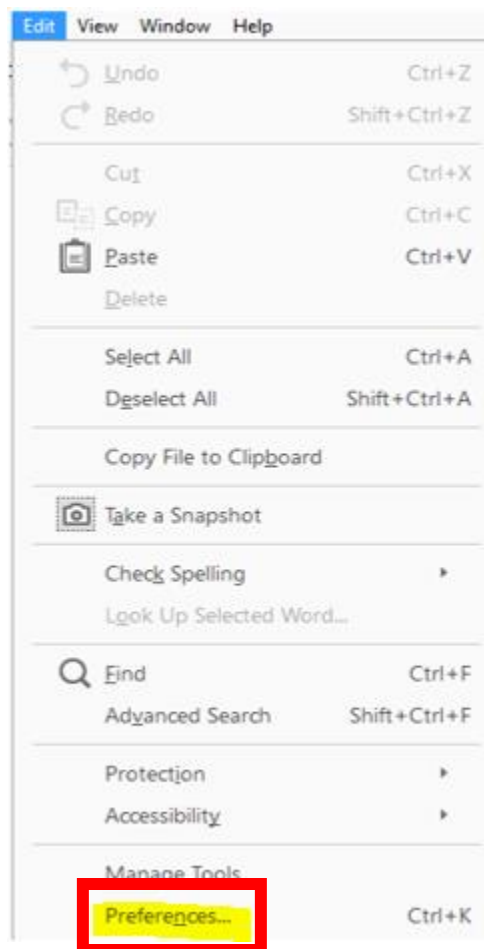 Edit View Window Help
Undo Ctrl+Z
Redo Shift+Ctrl+Z
Cut Ctrl+X
Copy Ctrl+C
Paste Ctrl+V
Delete
Select All Ctrl+A
Deselect All Shift+Ctrl+A
Copy File to Clipboard
Take a Snapshot
Check Spelling
Look Up Selected Word...
Find Ctrl+F
Advanced Search Shift+Ctrl+F
Protection
Accessibility
Manage Tools
Preferences... Ctrl+K